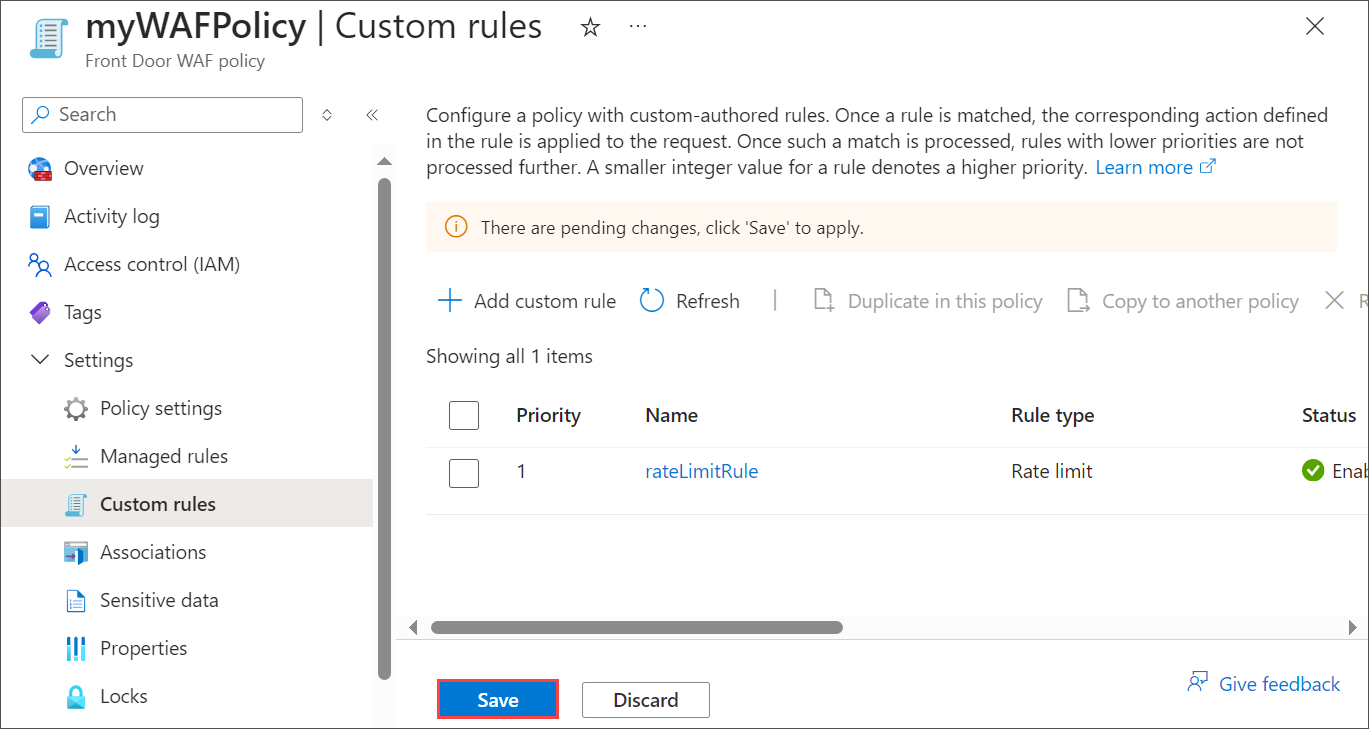 myWAFPolicy | Custom rules
Front Door WAF policy
Search
Overview
Activity log
Access control (IAM)
Tags
Settings
Policy settings
Managed rules
Custom rules
Associations
Sensitive data
Properties
Locks
Configure a policy with custom-authored rules. Once a rule is matched, the corresponding action defined
in the rule is applied to the request. Once such a match is processed, rules with lower priorities are not
processed further. A smaller integer value for a rule denotes a higher priority. Learn more
There are pending changes, click 'Save' to apply.
Add custom rule Refresh | Duplicate in this policy Copy to another policy
Showing all 1 items
Priority Name Rule type Status
1 rateLimitRule Rate limit Enab
Save Discard
Give feedback